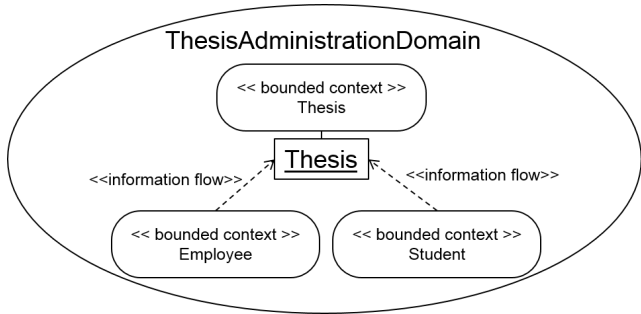 ThesisAdministrationDomain
<< bounded context >>
Thesis
Thesis
<<information flow>>
<<information flow>>
<< bounded context >>
Employee
<< bounded context >>
Student